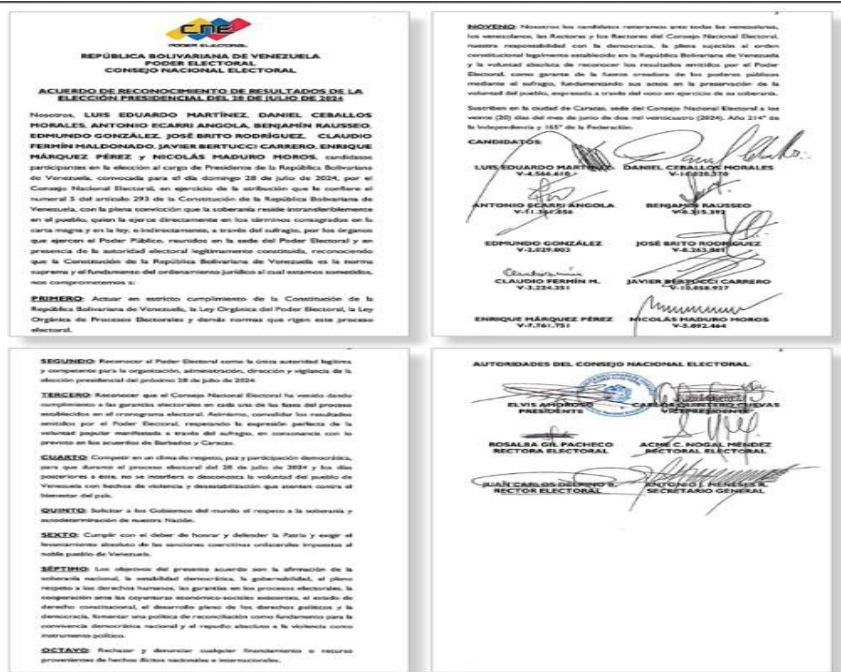 CNE
PODER ELECTORAL
REPÚBLICA BOLIVARIANA DE VENEZUELA
PODER ELECTORAL
CONSEJO NACIONAL ELECTORAL
ACUERDO DE RECONOCIMIENTO DE RESULTADOS DE LA
ELECCIÓN PRESIDENCIAL DEL 28 DE JULIO DE 2024
Nosotros, LUIS EDUARDO MARTÍNEZ, DANIEL CEBALLOS
MORALES, ANTONIO ECARRI ANGOLA, BENJAMÍN RAUSSEO,
EDMUNDO GONZÁLEZ, JOSÉ BRITO RODRÍGUEZ, CLAUDIO
FERMÍN MALDONADO, JAVIER BERTUCCI CARRERO, ENRIQUE
MÁRQUEZ PÉREZ y NICOLÁS MADURO MOROS, candidatos
participantes en la elección al cargo de Presidente de la República Bolivariana
de Venezuela, convocada para el día domingo 28 de julio de 2024, por el
Consejo Nacional Electoral, en ejercicio de la atribución que le confiere el
numeral 5 del artículo 293 de la Constitución de la República Bolivariana de
Venezuela, con la plena convicción que la soberanía reside intransferiblemente
en el pueblo, quien la ejerce directamente en los términos consagrados en la
carta magna y en la ley, e indirectamente, a través del sufragio, por los órganos
que ejercen el Poder Público, reunidos en la sede del Poder Electoral y en
presencia de la autoridad electoral legítimamente constituida, reconociendo
que la Constitución de la República Bolivariana de Venezuela es la norma
suprema y el fundamento del ordenamiento jurídico al cual estamos sometidos,
nos comprometemos a:
PRIMERO: Actuar en estricto cumplimiento de la Constitución de la
República Bolivariana de Venezuela, la Ley Orgánica del Poder Electoral, la Ley
Orgánica de Procesos Electorales y demás normas que rigen este proceso
electoral.
SEGUNDO: Reconocer al Poder Electoral como la única autoridad legítima
y competente para la organización, administración, dirección y vigilancia de la
elección presidencial del próximo 28 de julio de 2024.
TERCERO: Reconocer que el Consejo Nacional Electoral ha venido dando
cumplimiento a las garantías electorales en cada una de las fases del proceso
establecidos en el cronograma electoral. Asimismo, convalidar los resultados
emitidos por el Poder Electoral, respetando la expresión perfecta de la
voluntad popular manifestada a través del sufragio, en consonancia con lo
previsto en los acuerdos de Barbados y Caracas.
CUARTO: Competir en un clima de respeto, paz y participación democrática,
para que durante el proceso electoral del 28 de julio de 2024 y los días
posteriores a éste, no se interfiera o desconozca la voluntad del pueblo de
Venezuela con hechos de violencia y desestabilización que atenten contra el
bienestar del país.
QUINTO: Solicitar a los Gobiernos del mundo el respeto a la soberanía y
autodeterminación de nuestra Nación.
SEXTO: Cumplir con el deber de honrar y defender la Patria y exigir el
levantamiento absoluto de las sanciones coercitivas unilaterales impuestas al
noble pueblo de Venezuela.
SÉPTIMO: Los objetivos del presente acuerdo son la afirmación de la
soberanía nacional, la estabilidad democrática, la gobernabilidad, el pleno
respeto a los derechos humanos, las garantías en los procesos electorales, la
cooperación ante las coyunturas económico-sociales existentes, el estado de
derecho constitucional, el desarrollo pleno de los derechos políticos y la
democracia, fomentar una política de reconciliación como fundamento para la
convivencia democrática nacional y el repudio absoluto a la violencia como
instrumento político.
OCTAVO: Rechazar y denunciar cualquier financiamiento o recurso
provenientes de hechos ilícitos nacionales e internacionales.
NOVENO: Nosotros los candidatos reiteramos ante todas las venezolanas,
los venezolanos, las Rectoras y los Rectores del Consejo Nacional Electoral,
nuestra responsabilidad con la democracia, la plena sujeción al orden
constitucional legalmente establecido en la República Bolivariana de Venezuela
y la voluntad absoluta de reconocer los resultados emitidos por el Poder
Electoral, como garante de la fuente creadora de los poderes públicos
mediante el sufragio, fundamentando sus actos en la preservación de la
voluntad del pueblo, expresada a través del voto en ejercicio de su soberanía.
Suscriben en la ciudad de Caracas, sede del Consejo Nacional Electoral a los
veinte (20) días del mes de junio de dos mil veinticuatro (2024). Año 214° de
la Independencia y 165° de la Federación.
CANDIDATOS:
LUIS EDUARDO MARTÍNEZ DANIEL CEBALLOS MORALES
V-4.566.610
ANTONIO ECARRI ANGOLA BENJAMÍN RAUSSEO
EDMUNDO GONZÁLEZ JOSÉ BRITO RODRÍGUEZ
V-2.029.003
CLAUDIO FERMÍN M. JAVIER BERTUCCI CARRERO
V-3.224.351
ENRIQUE MÁRQUEZ PÉREZ NICOLÁS MADURO MOROS
V-7.761.751 V-5.892.464
AUTORIDADES DEL CONSEJO NACIONAL ELECTORAL
ELVIS AMOROSO CARLOS QUINTERO CUEVAS
PRESIDENTE VICEPRESIDENTE
ROSALBA GIL PACHECO ACME C. NOGAL MÉNDEZ
RECTORA ELECTORAL RECTORAL ELECTORAL
JUAN CARLOS DELPINO B. ANTONIO J. MENESES R.
RECTOR ELECTORAL SECRETARIO GENERAL